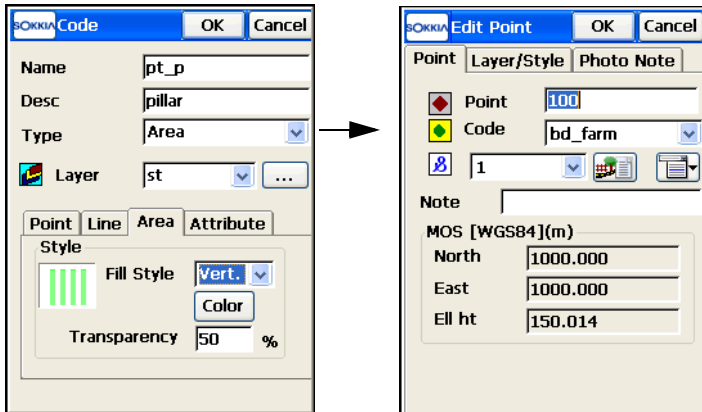 SOKKIA Code OK Cancel
Name pt_p
Desc pillar
Type Area
Layer st ...
Point Line Area Attribute
Style
Fill Style Vert.
Color
Transparency 50 %
SOKKIA Edit Point OK Cancel
Point Layer/Style Photo Note
Point 100
Code bd_farm
1
Note
MOS [WGS84](m)
North 1000.000
East 1000.000
Ell ht 150.014